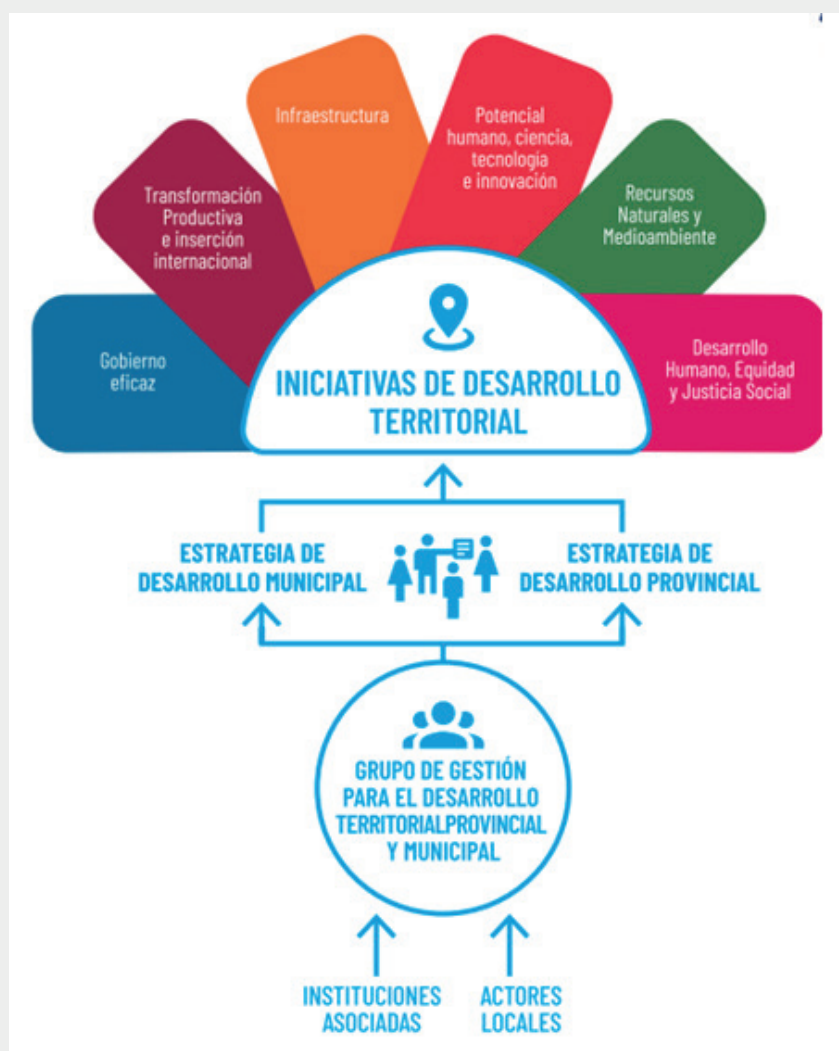 Infraestructura
Potencial
humano, ciencia,
tecnología
e innovación
Transformación
Productiva
e inserción
internacional
Recursos
Naturales y
Medioambiente
Gobierno
eficaz
Desarrollo
Humano, Equidad
y Justicia Social
INICIATIVAS DE DESARROLLO
TERRITORIAL
ESTRATEGIA DE
DESARROLLO MUNICIPAL
ESTRATEGIA DE
DESARROLLO PROVINCIAL
GRUPO DE GESTIÓN
PARA EL DESARROLLO
TERRITORIALPROVINCIAL
Y MUNICIPAL
INSTITUCIONES
ASOCIADAS
ACTORES
LOCALES